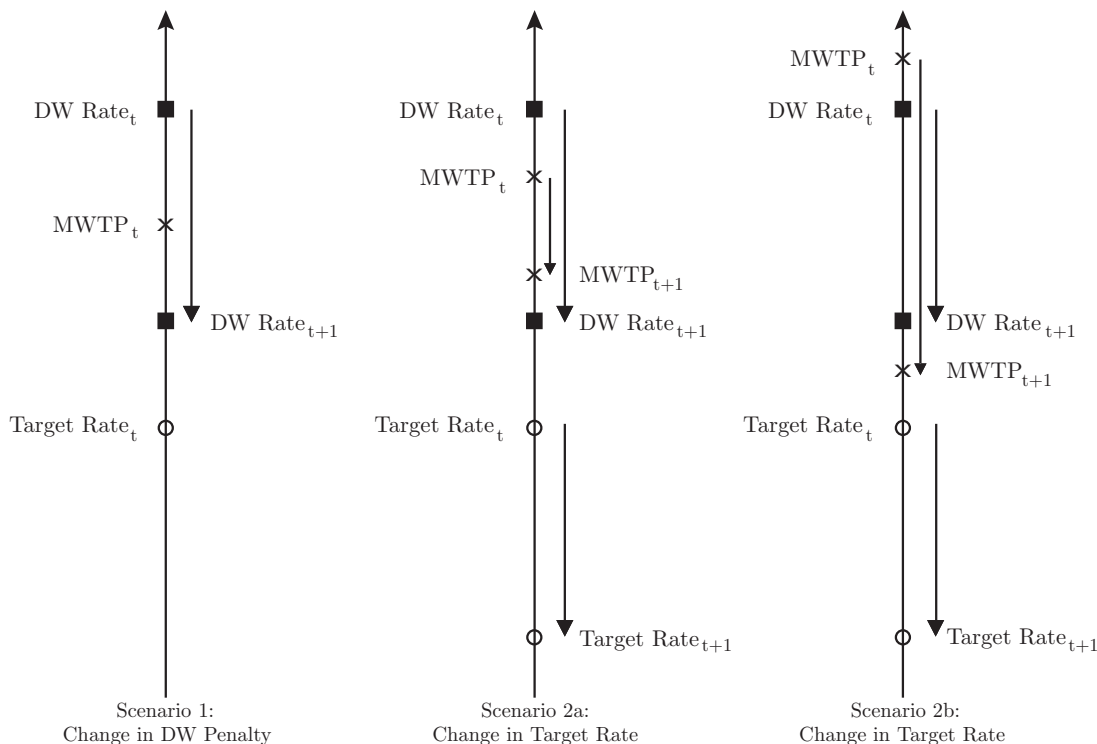 DW Rate_t
MWTP_t
DW Rate_t+1
Target Rate_t
Scenario 1:
Change in DW Penalty
DW Rate_t
MWTP_t
MWTP_t+1
DW Rate_t+1
Target Rate_t
Target Rate_t+1
Scenario 2a:
Change in Target Rate
MWTP_t
DW Rate_t
DW Rate_t+1
MWTP_t+1
Target Rate_t
Target Rate_t+1
Scenario 2b:
Change in Target Rate